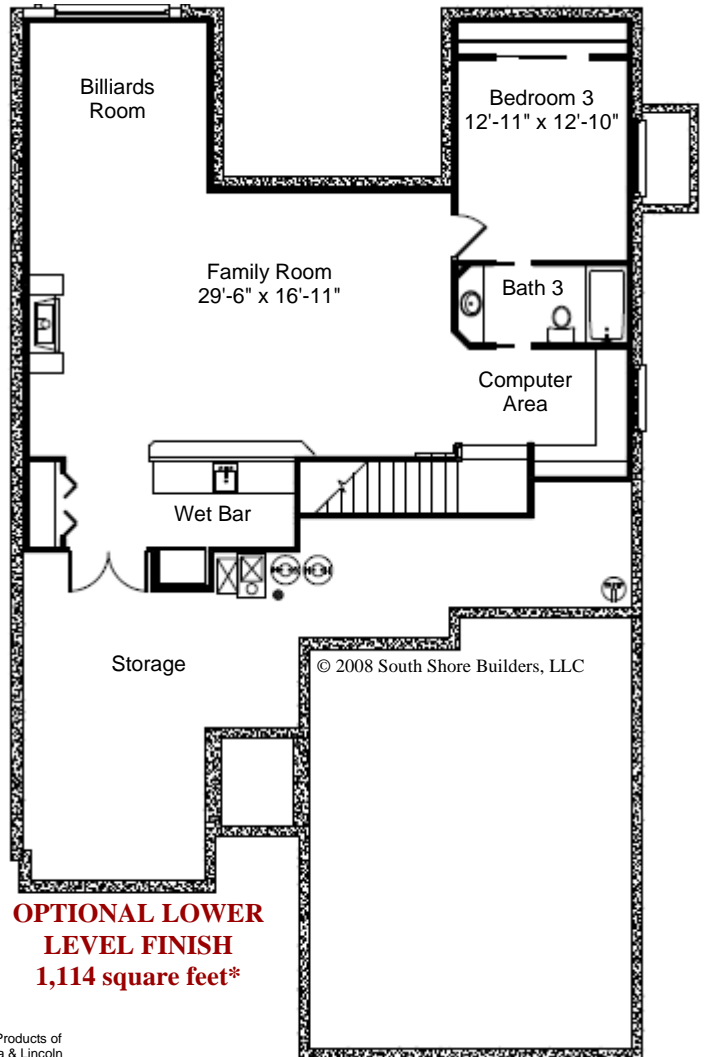 Billiards
Room
Bedroom 3
12'-11" x 12'-10"
Family Room
29'-6" x 16'-11"
Bath 3
Computer
Area
Wet Bar
Storage
© 2008 South Shore Builders, LLC
OPTIONAL LOWER
LEVEL FINISH
1,114 square feet*
Products of
& Lincoln